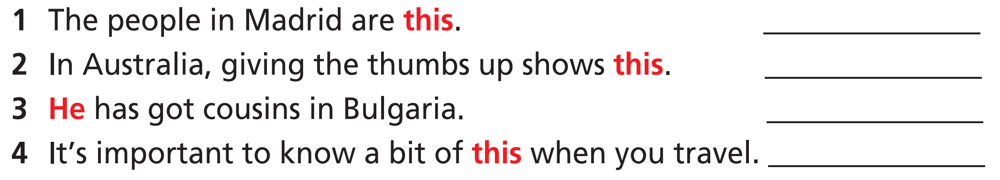 1 The people in Madrid are this.
2 In Australia, giving the thumbs up shows this.
3 He has got cousins in Bulgaria.
4 It’s important to know a bit of this when you travel.